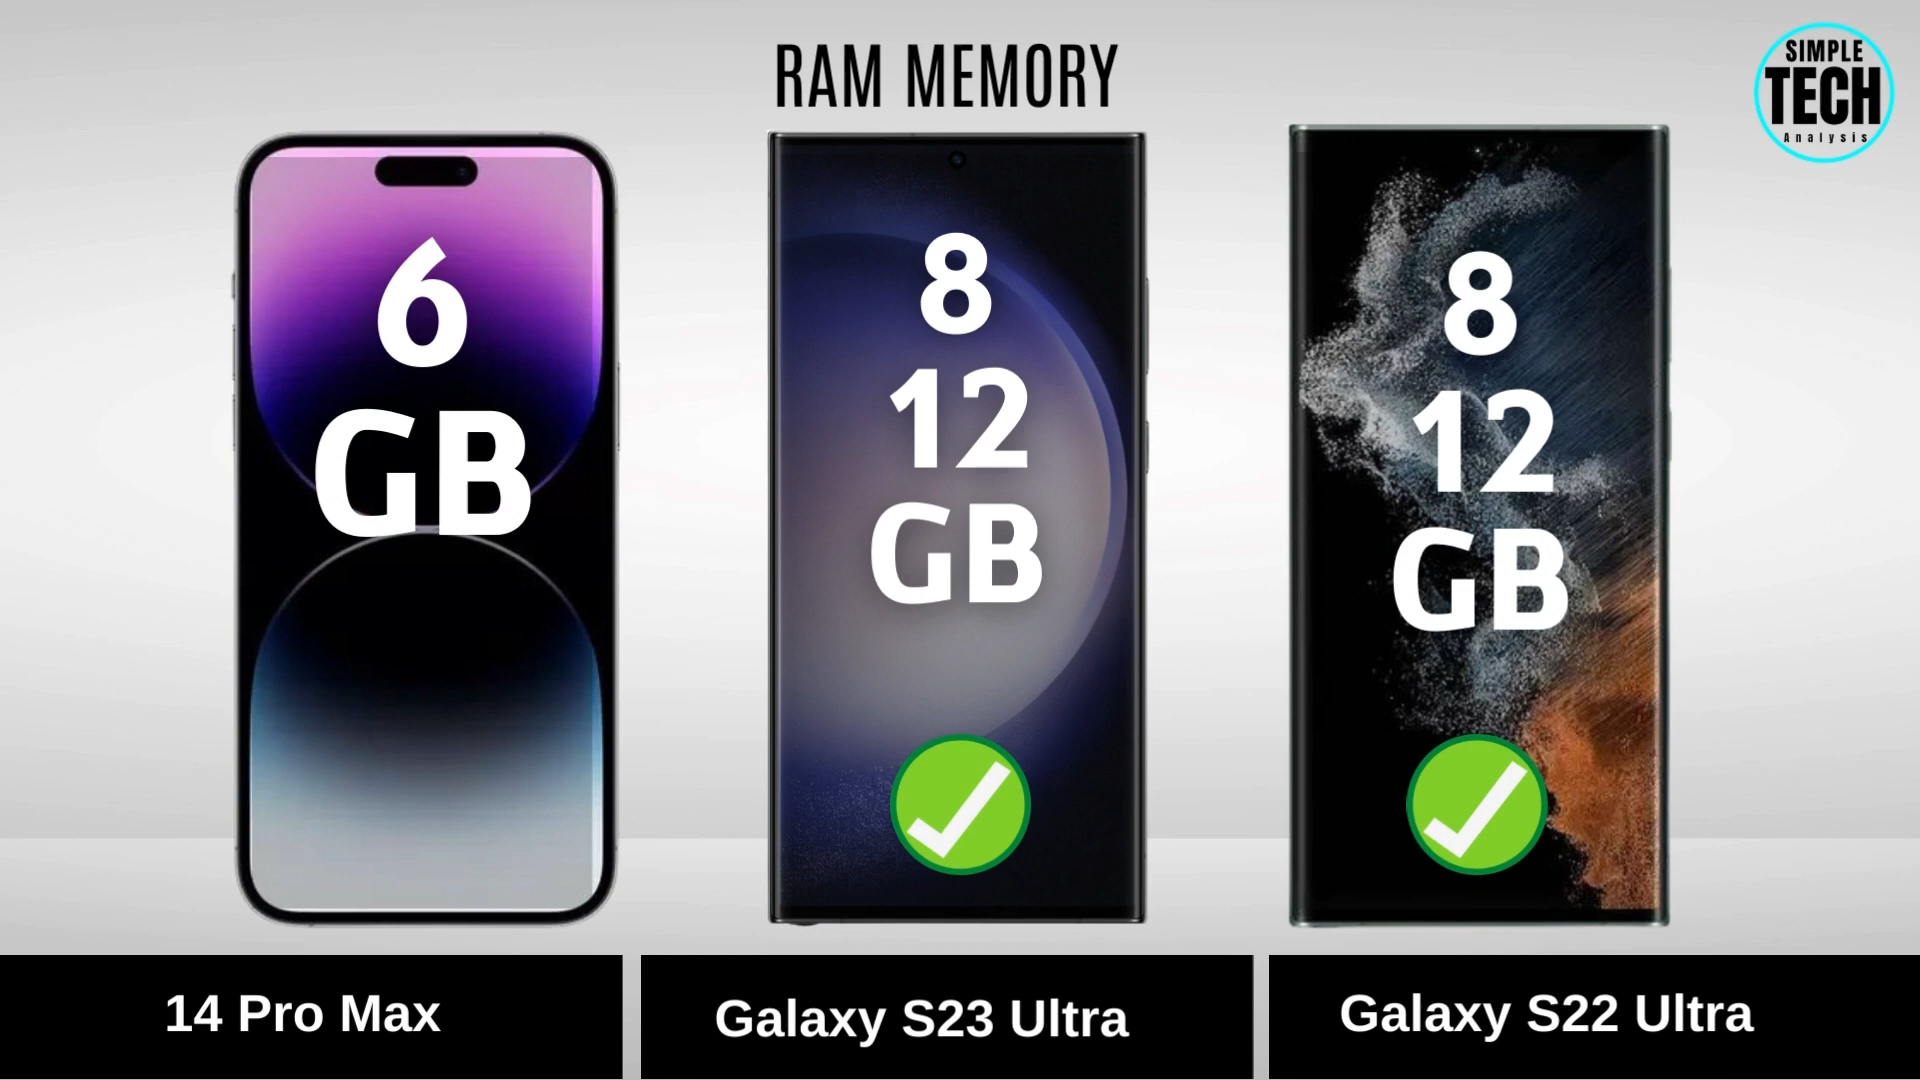 RAM MEMORY
SIMPLE
TECH
Analysis
6
GB
8
12
GB
8
12
GB
14 Pro Max
Galaxy S23 Ultra
Galaxy S22 Ultra